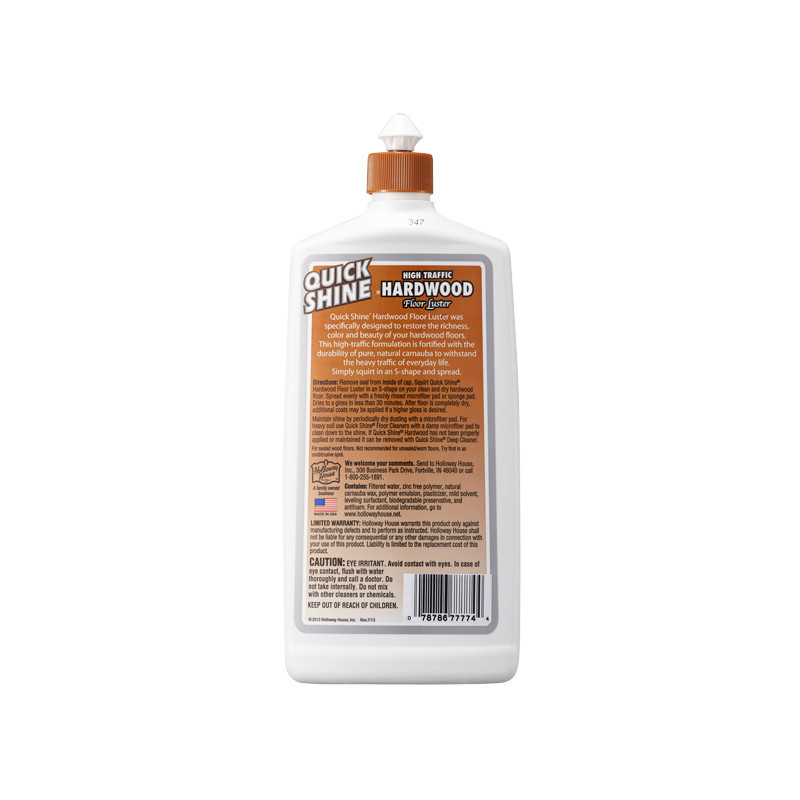 347
QUICK
SHINE
HIGH TRAFFIC
HARDWOOD
Floor Luster
Quick Shine® Hardwood Floor Luster was
specifically designed to restore the richness,
color and beauty of your hardwood floors.
This high-traffic formulation is fortified with the
durability of pure, natural carnauba to withstand
the heavy traffic of everyday life.
Simply squirt in an S-shape and spread.
Directions: Remove seal from inside of cap. Squirt Quick Shine®
Hardwood Floor Luster in an S-shape on your clean and dry hardwood
floor. Spread evenly with a freshly rinsed microfiber pad or sponge pad.
Dries to a gloss in less than 30 minutes. After floor is completely dry,
additional coats may be applied if a higher gloss is desired.
Maintain shine by periodically dry dusting with a microfiber pad. For
heavy soil use Quick Shine® Floor Cleaners with a damp microfiber pad to
clean down to the shine. If Quick Shine® Hardwood has not been properly
applied or maintained it can be removed with Quick Shine® Deep Cleaner.
For sealed wood floors. Not recommended for unsealed/worn floors. Try first in an
unobtrusive spot.
Holloway
House
A family owned
business
MADE IN USA
We welcome your comments. Send to Holloway House,
Inc., 309 Business Park Drive, Fortville, IN 46040 or call
1-800-255-1891.
Contains: Filtered water, zinc free polymer, natural
carnauba wax, polymer emulsion, plasticizer, mild solvent,
leveling surfactant, biodegradable preservative, and
antifoam. For additional information, go to
www.hollowayhouse.net.
LIMITED WARRANTY: Holloway House warrants this product only against
manufacturing defects and to perform as instructed. Holloway House shall
not be liable for any consequential or any other damages in connection with
your use of this product. Liability is limited to the replacement cost of this
product.
CAUTION: EYE IRRITANT. Avoid contact with eyes. In case of
eye contact, flush with water
thoroughly and call a doctor. Do
not take internally. Do not mix
with other cleaners or chemicals.
KEEP OUT OF REACH OF CHILDREN.
©2013 Holloway House, Inc. Rev.7/13
0 78786 77774 4